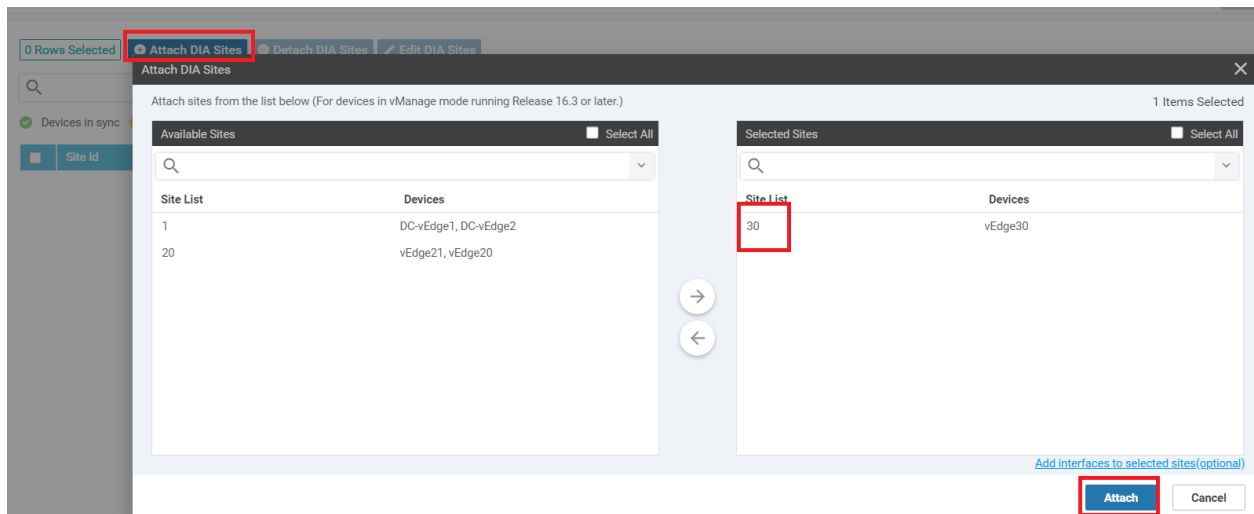 0 Rows Selected Attach DIA Sites Detach DIA Sites Edit DIA Sites
Attach DIA Sites
Attach sites from the list below (For devices in vManage mode running Release 16.3 or later.) 1 Items Selected
Devices in sync
Site Id
Available Sites Select All
Site List Devices
1 DC-vEdge1, DC-vEdge2
20 vEdge21, vEdge20
Selected Sites Select All
Site List Devices
30 vEdge30
Add interfaces to selected sites(optional)
Attach Cancel